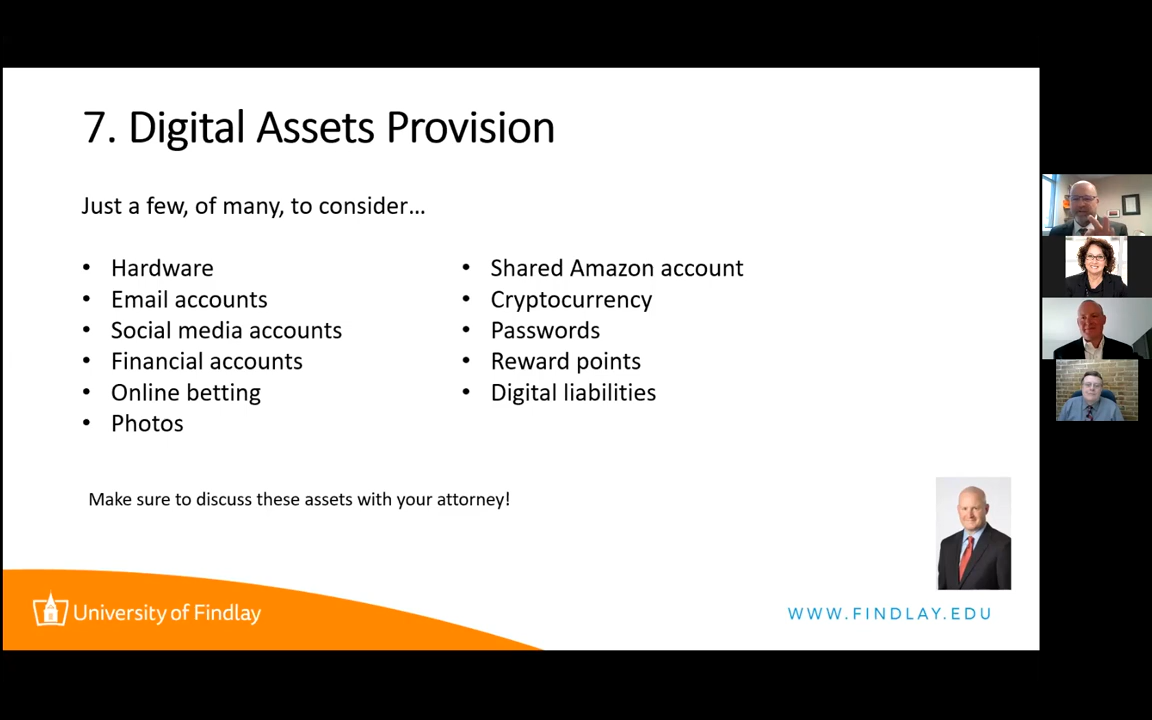 7. Digital Assets Provision
Just a few, of many, to consider…
• Hardware
• Email accounts
• Social media accounts
• Financial accounts
• Online betting
• Photos
• Shared Amazon account
• Cryptocurrency
• Passwords
• Reward points
• Digital liabilities
Make sure to discuss these assets with your attorney!
University of Findlay
WWW.FINDLAY.EDU